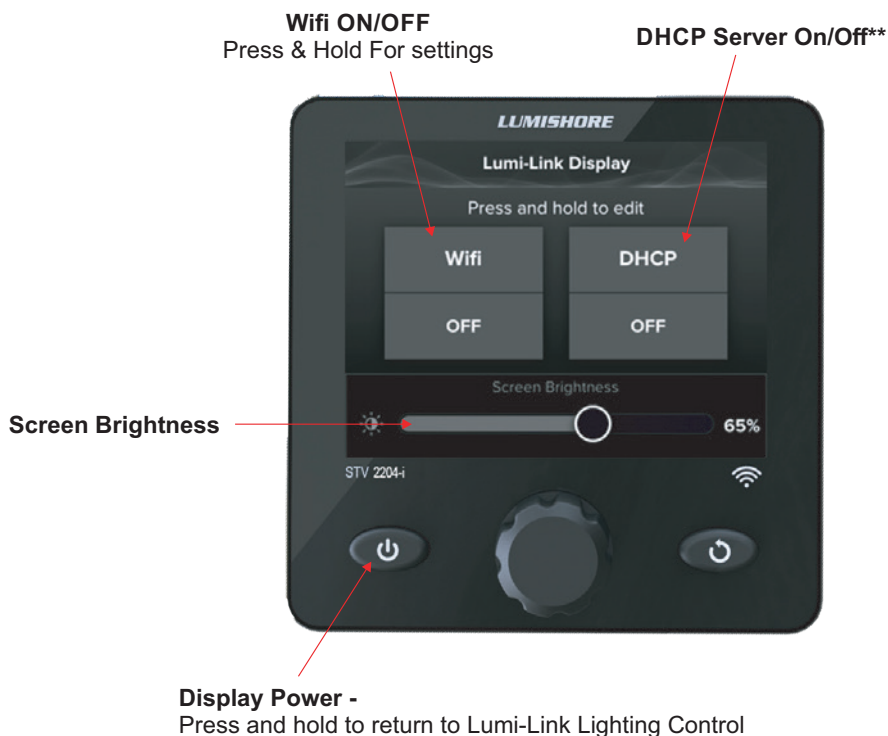 Wifi ON/OFF
Press & Hold For settings
DHCP Server On/Off**
LUMISHORE
Lumi-Link Display
Press and hold to edit
Wifi
DHCP
OFF
OFF
Screen Brightness
Screen Brightness
65%
STV 2204-i
Display Power -
Press and hold to return to Lumi-Link Lighting Control